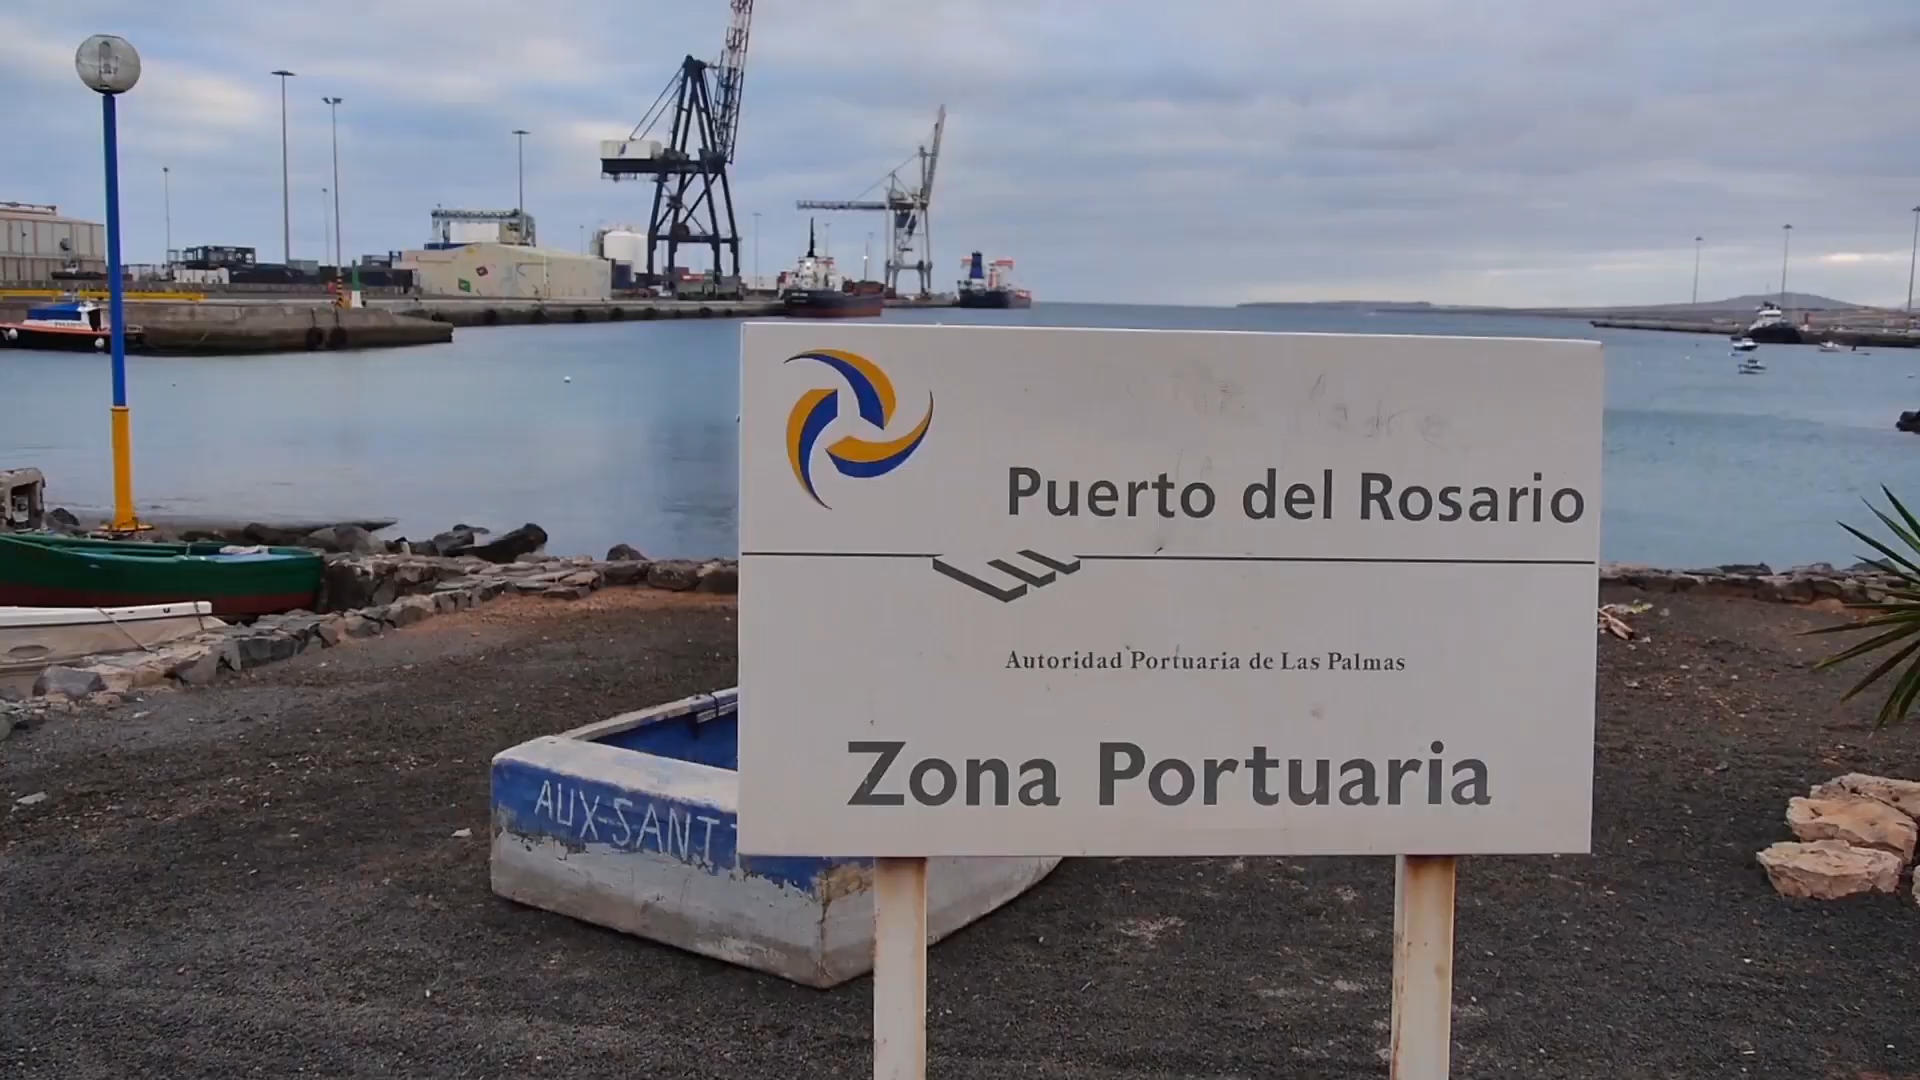 Puerto del Rosario
Autoridad Portuaria de Las Palmas
Zona Portuaria
AUX-SANT